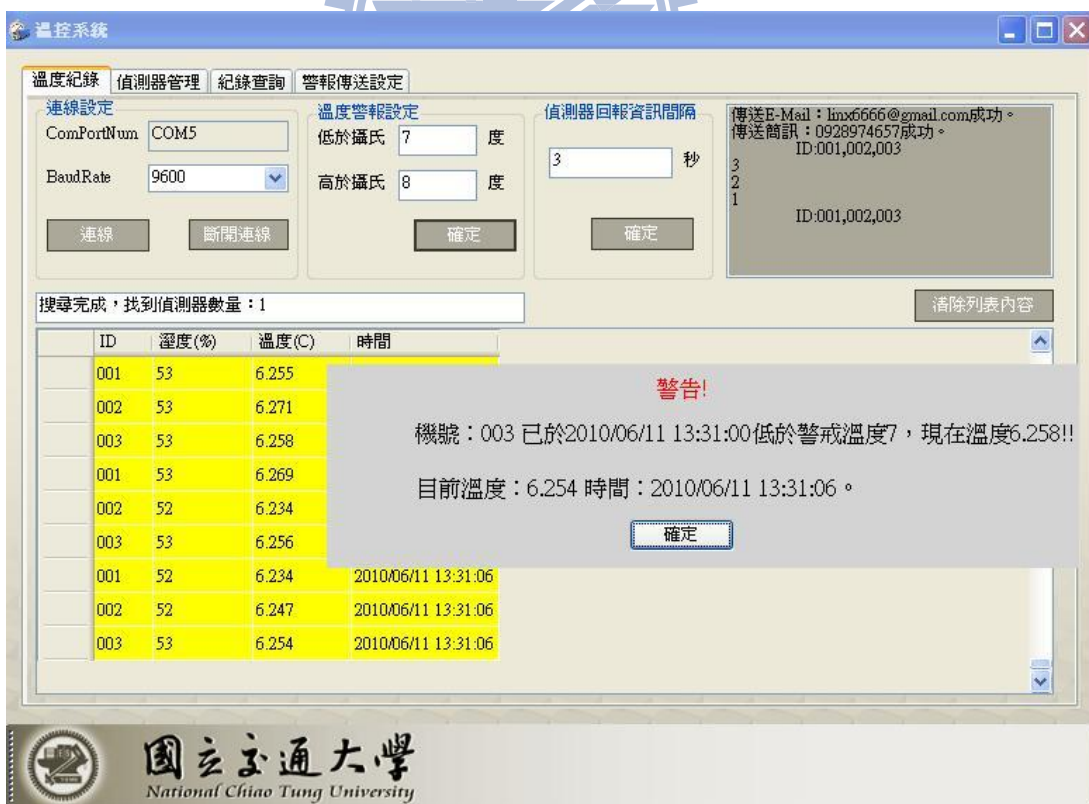 溫控系統
溫度紀錄 偵測器管理 紀錄查詢 警報傳送設定
連線設定
ComPortNum COM5
BaudRate 9600
連線 斷開連線
溫度警報設定
低於攝氏 7 度
高於攝氏 8 度
確定
偵測器回報資訊間隔
3 秒
確定
傳送E-Mail：linx6666@gmail.com成功。
傳送簡訊：0928974657成功。
ID:001,002,003
3
2
1
ID:001,002,003
搜尋完成，找到偵測器數量：1
清除列表內容
ID 溼度(%) 溫度(C) 時間
001 53 6.255
002 53 6.271
003 53 6.258
001 53 6.269
002 52 6.234
003 53 6.256
001 52 6.234 2010/06/11 13:31:06
002 52 6.247 2010/06/11 13:31:06
003 53 6.254 2010/06/11 13:31:06
警告!
機號：003 已於2010/06/11 13:31:00低於警戒溫度7，現在溫度6.258!!
目前溫度：6.254 時間：2010/06/11 13:31:06。
確定
國立交通大學
National Chiao Tung University